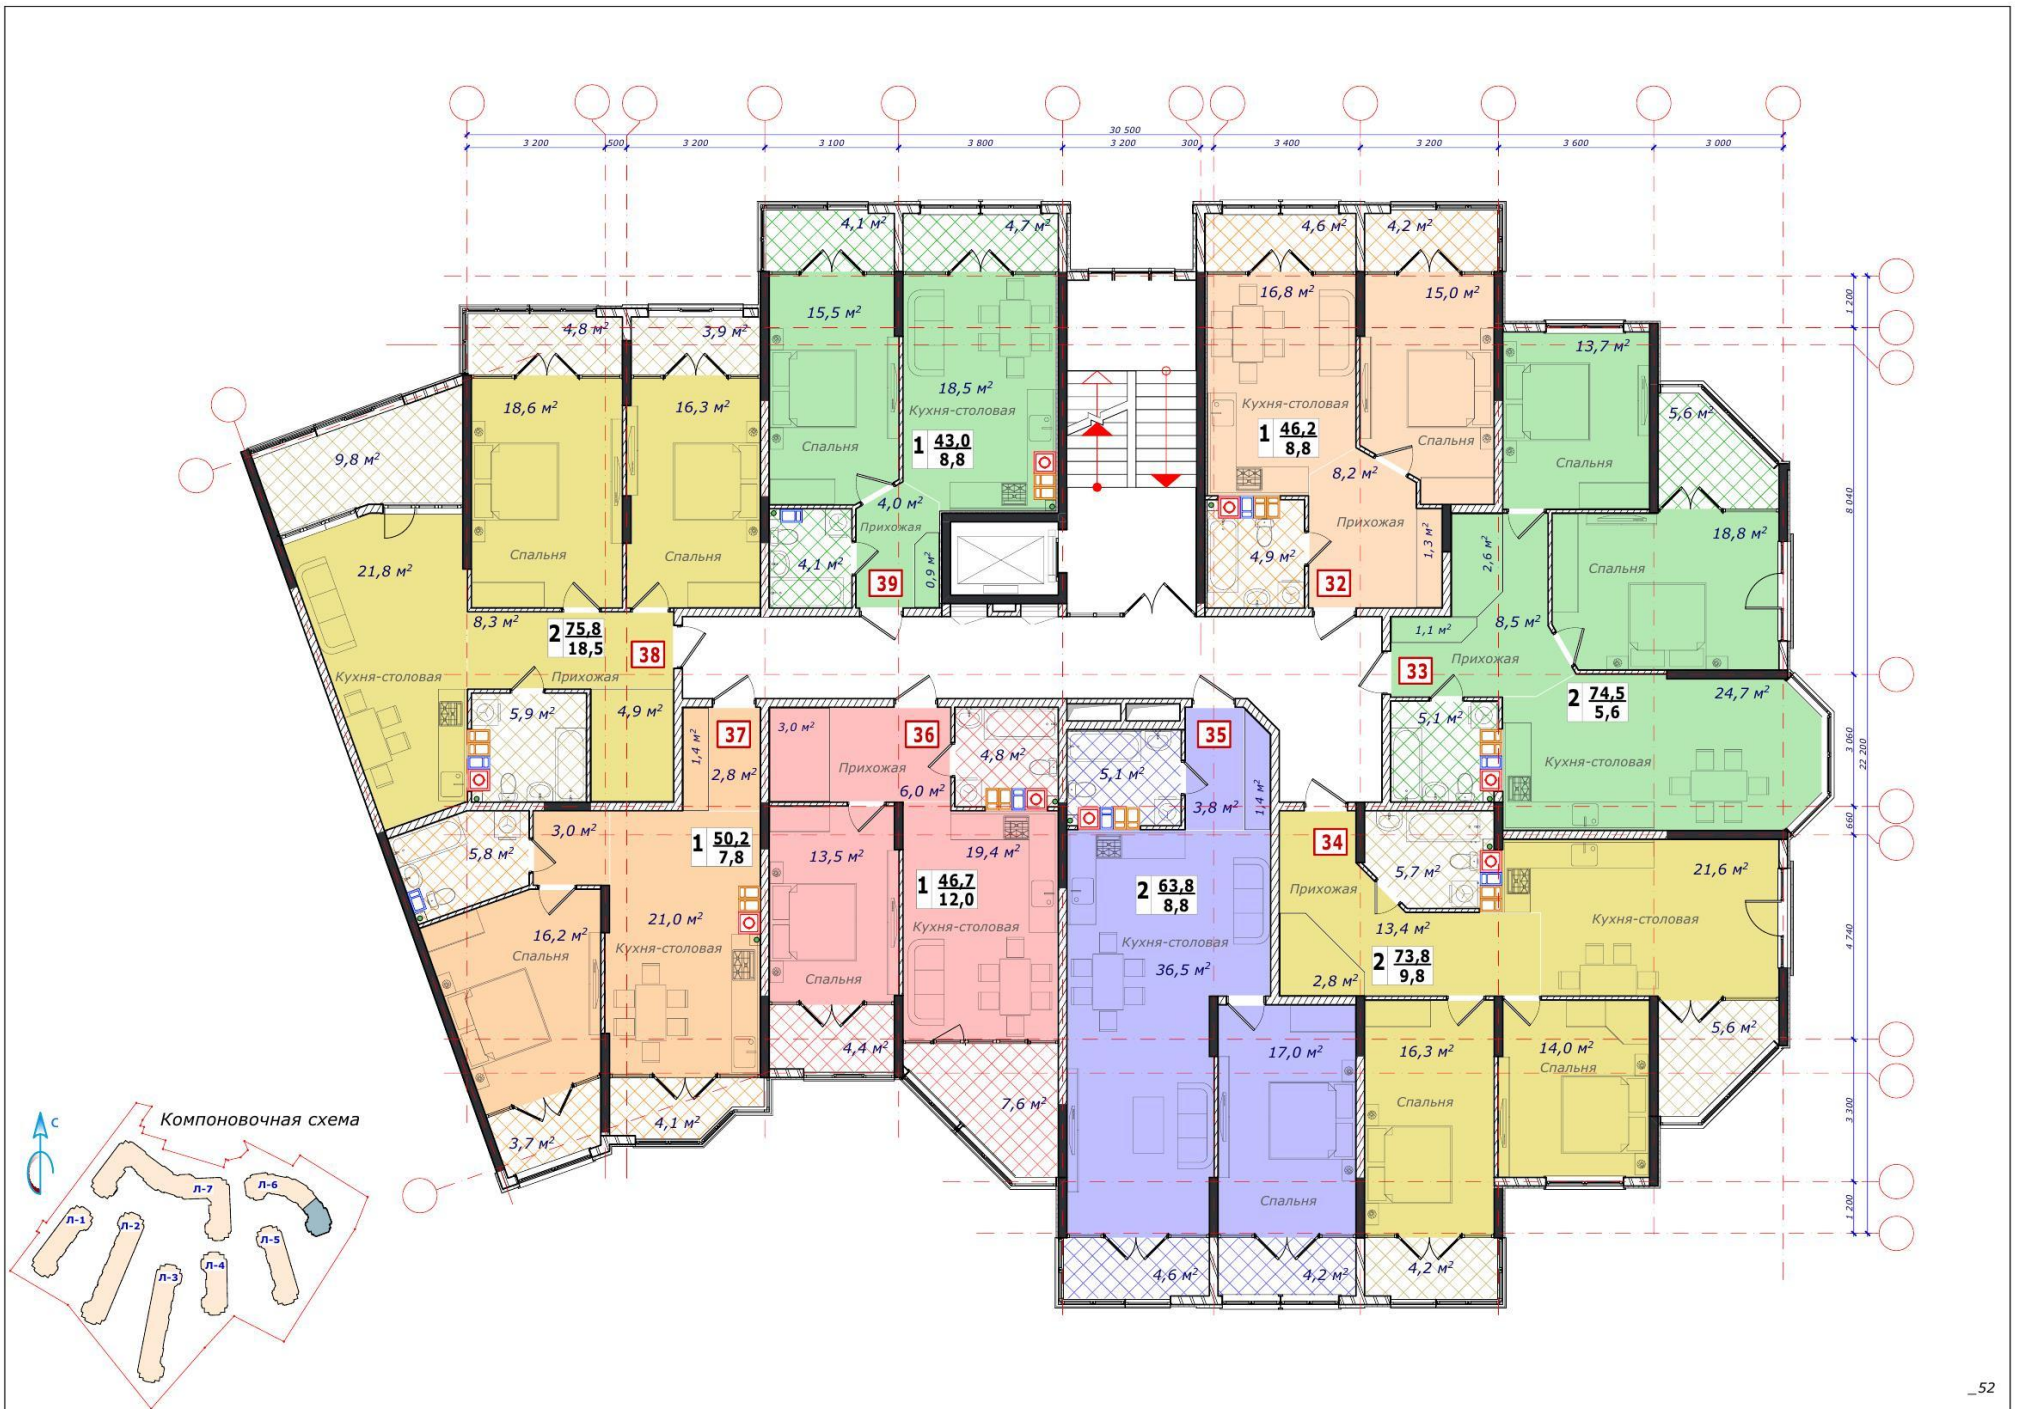 30 500
3 200
500
3 200
3 100
3 800
3 200
300
3 400
3 200
3 600
3 000
4,1 м²
4,7 м²
4,6 м²
4,2 м²
15,5 м²
16,8 м²
15,0 м²
1 200
4,8 м²
3,9 м²
13,7 м²
18,6 м²
16,3 м²
18,5 м²
Кухня-столовая
Кухня-столовая
5,6 м²
9,8 м²
Спальня
1 43,0
8,8
1 46,2
8,8
Спальня
Спальня
8,2 м²
8 040
4,0 м²
Прихожая
Прихожая
21,8 м²
Спальня
Спальня
4,1 м²
0,9 м²
39
4,9 м²
1,3 м²
32
2,6 м²
18,8 м²
Спальня
8,3 м²
2 75,8
18,5
38
1,1 м²
8,5 м²
Прихожая
33
Кухня-столовая
Прихожая
5,9 м²
4,9 м²
2 74,5
5,6
24,7 м²
37
1,4 м²
2,8 м²
3,0 м²
36
Прихожая
6,0 м²
4,8 м²
35
5,1 м²
3,8 м²
1,4 м²
5,1 м²
Кухня-столовая
3 060
22 200
660
3,0 м²
5,8 м²
1 50,2
7,8
13,5 м²
19,4 м²
1 46,7
12,0
2 63,8
8,8
34
Прихожая
5,7 м²
21,6 м²
16,2 м²
Спальня
21,0 м²
Кухня-столовая
Кухня-столовая
Спальня
Кухня-столовая
36,5 м²
13,4 м²
2 73,8
9,8
2,8 м²
Кухня-столовая
4 740
4,4 м²
17,0 м²
16,3 м²
14,0 м²
Спальня
5,6 м²
7,6 м²
Спальня
3 300
3,7 м²
4,1 м²
Спальня
1 200
4,6 м²
4,2 м²
4,2 м²
С
Компоновочная схема
Л-7
Л-6
Л-1
Л-2
Л-5
Л-3
Л-4
_52